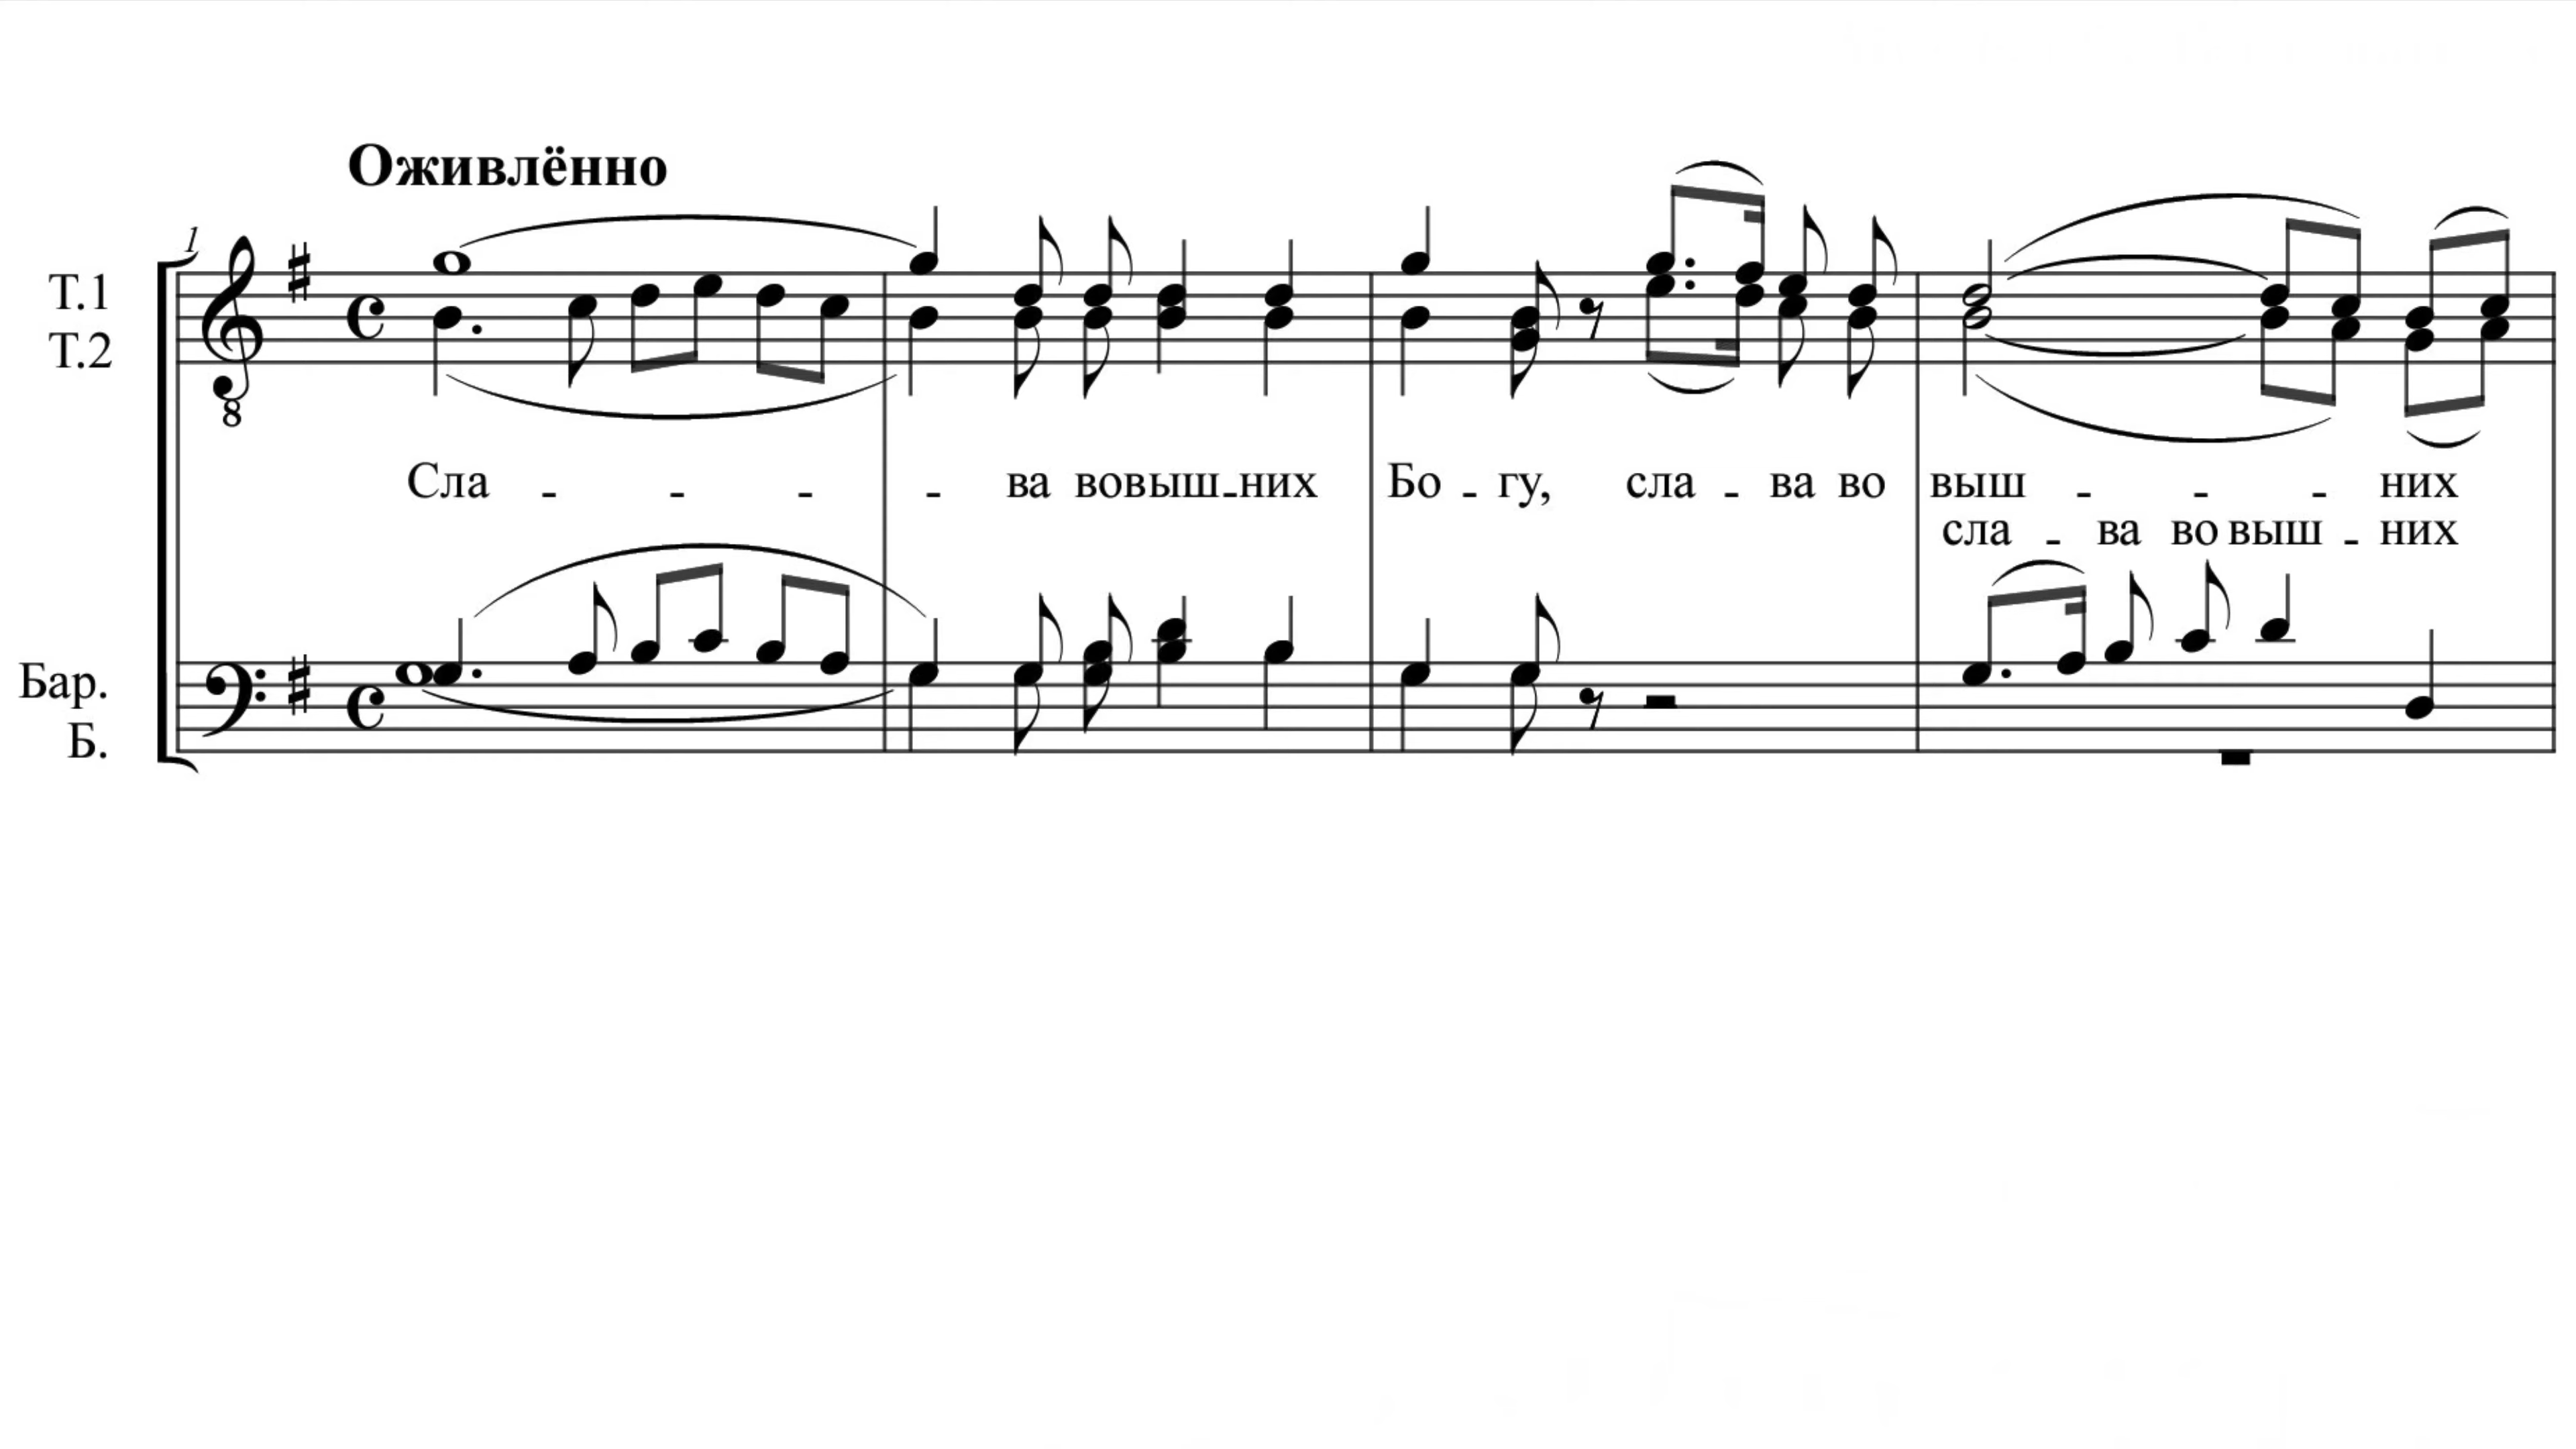 Оживлённо
1
Т.1
Т.2
8
Сла - - - - ва вовыш-них Бо - гу, сла - ва во выш - - - них
сла - ва во выш - них
Бар.
Б.